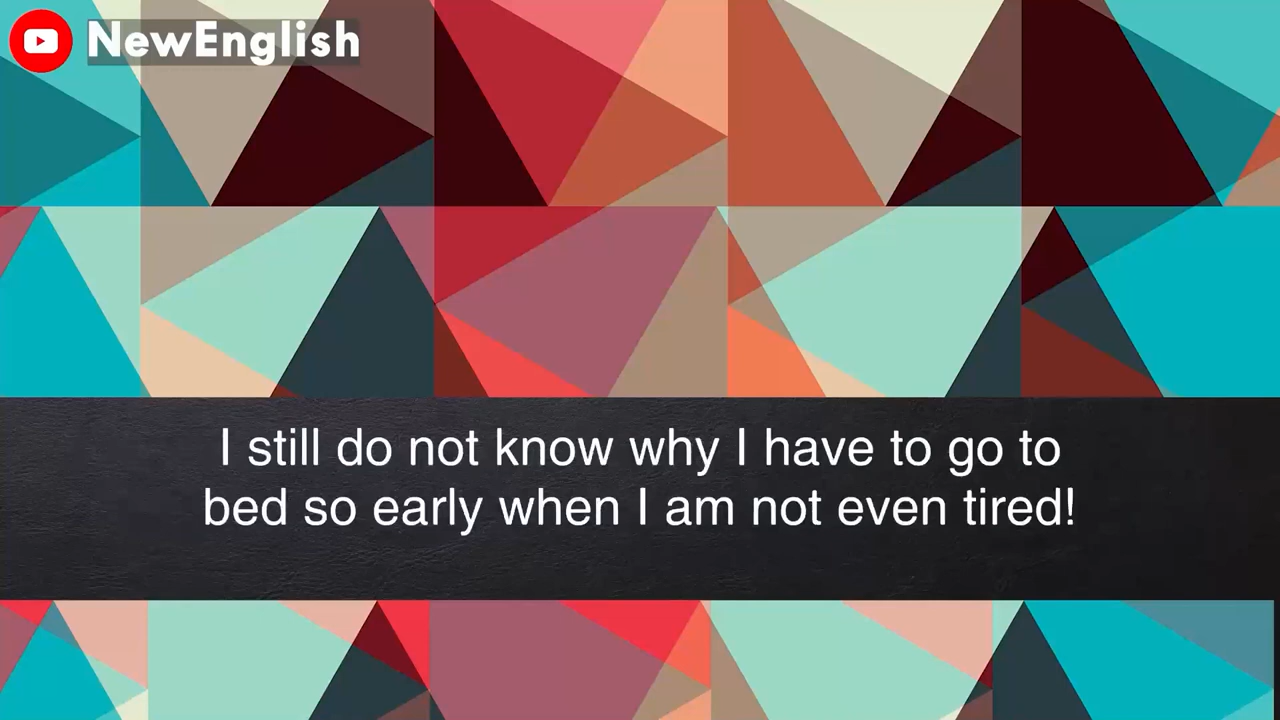 NewEnglish
I still do not know why I have to go to
bed so early when I am not even tired!